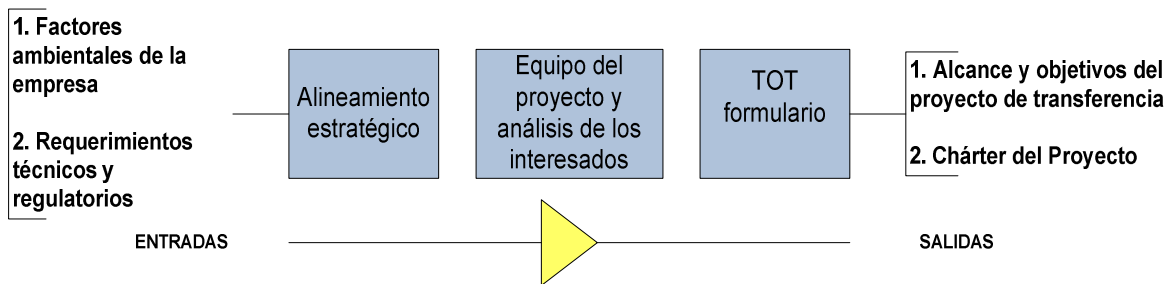 1. Factores
ambientales de la
empresa
2. Requerimientos
técnicos y
regulatorios
Alineamiento
estratégico
Equipo del
proyecto y
análisis de los
interesados
TOT
formulario
1. Alcance y objetivos del
proyecto de transferencia
2. Chárter del Proyecto
ENTRADAS
SALIDAS